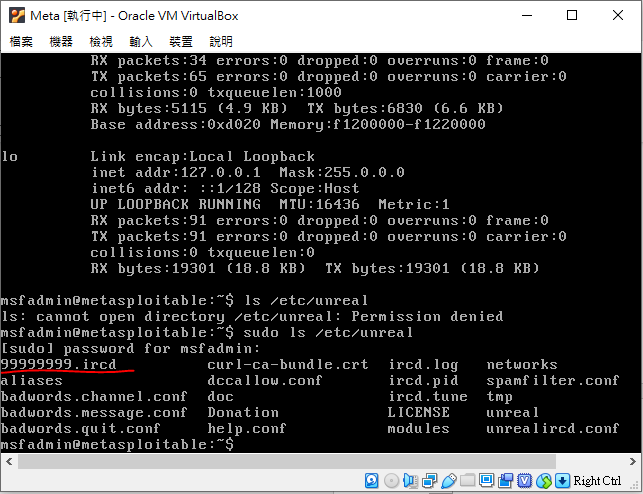 Meta [執行中] - Oracle VM VirtualBox
檔案 機器 檢視 輸入 裝置 說明
RX packets:34 errors:0 dropped:0 overruns:0 frame:0
TX packets:65 errors:0 dropped:0 overruns:0 carrier:0
collisions:0 txqueuelen:1000
RX bytes:5115 (4.9 KB)  TX bytes:6830 (6.6 KB)
Base address:0xd020 Memory:f1200000-f1220000
lo        Link encap:Local Loopback
inet addr:127.0.0.1  Mask:255.0.0.0
inet6 addr: ::1/128 Scope:Host
UP LOOPBACK RUNNING  MTU:16436  Metric:1
RX packets:91 errors:0 dropped:0 overruns:0 frame:0
TX packets:91 errors:0 dropped:0 overruns:0 carrier:0
collisions:0 txqueuelen:0
RX bytes:19301 (18.8 KB)  TX bytes:19301 (18.8 KB)
msfadmin@metasploitable:~$ ls /etc/unreal
ls: cannot open directory /etc/unreal: Permission denied
msfadmin@metasploitable:~$ sudo ls /etc/unreal
[sudo] password for msfadmin:
99999999.ircd         curl-ca-bundle.crt  ircd.log   networks
aliases               dccallow.conf       ircd.pid   spamfilter.conf
badwords.channel.conf doc                 ircd.tune  tmp
badwords.message.conf Donation            LICENSE    unreal
badwords.quit.conf    help.conf           modules    unrealircd.conf
msfadmin@metasploitable:~$
Right Ctrl